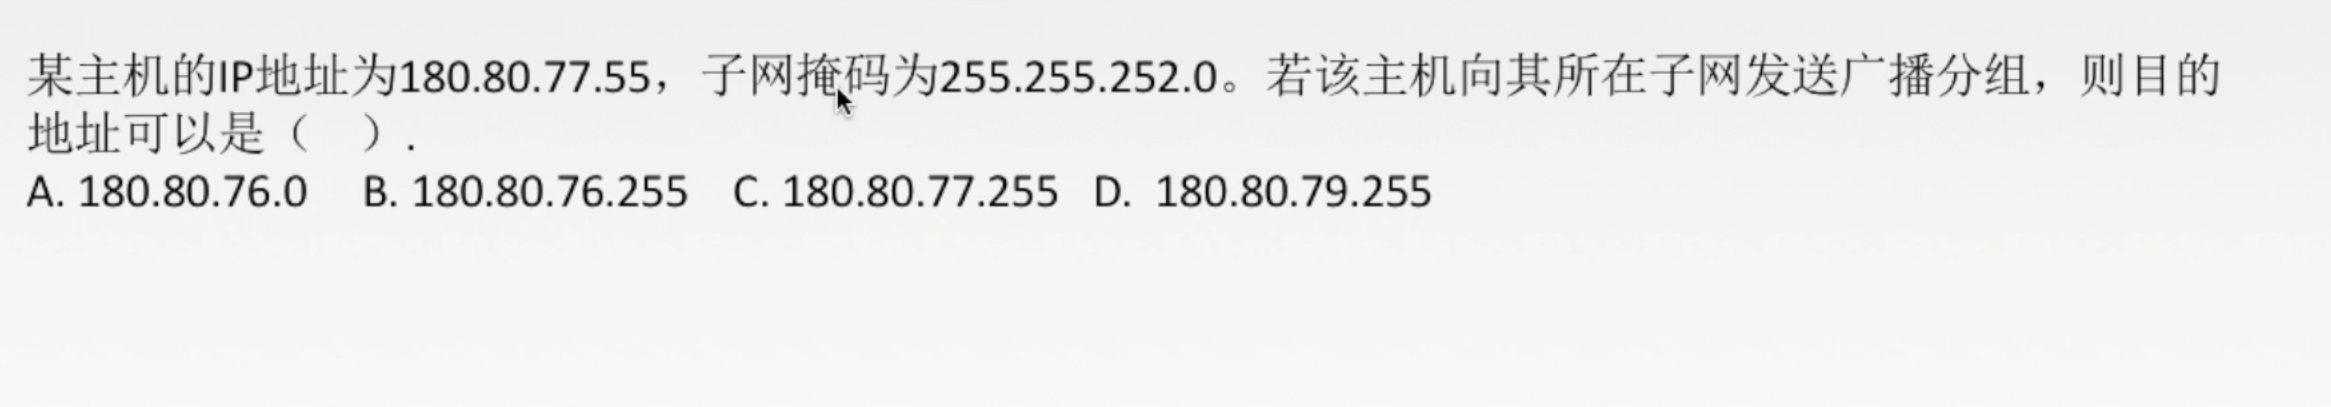 某主机的IP地址为180.80.77.55，子网掩码为255.255.252.0。若该主机向其所在子网发送广播分组，则目的
地址可以是（　）.
A. 180.80.76.0　B. 180.80.76.255　C. 180.80.77.255　D. 180.80.79.255